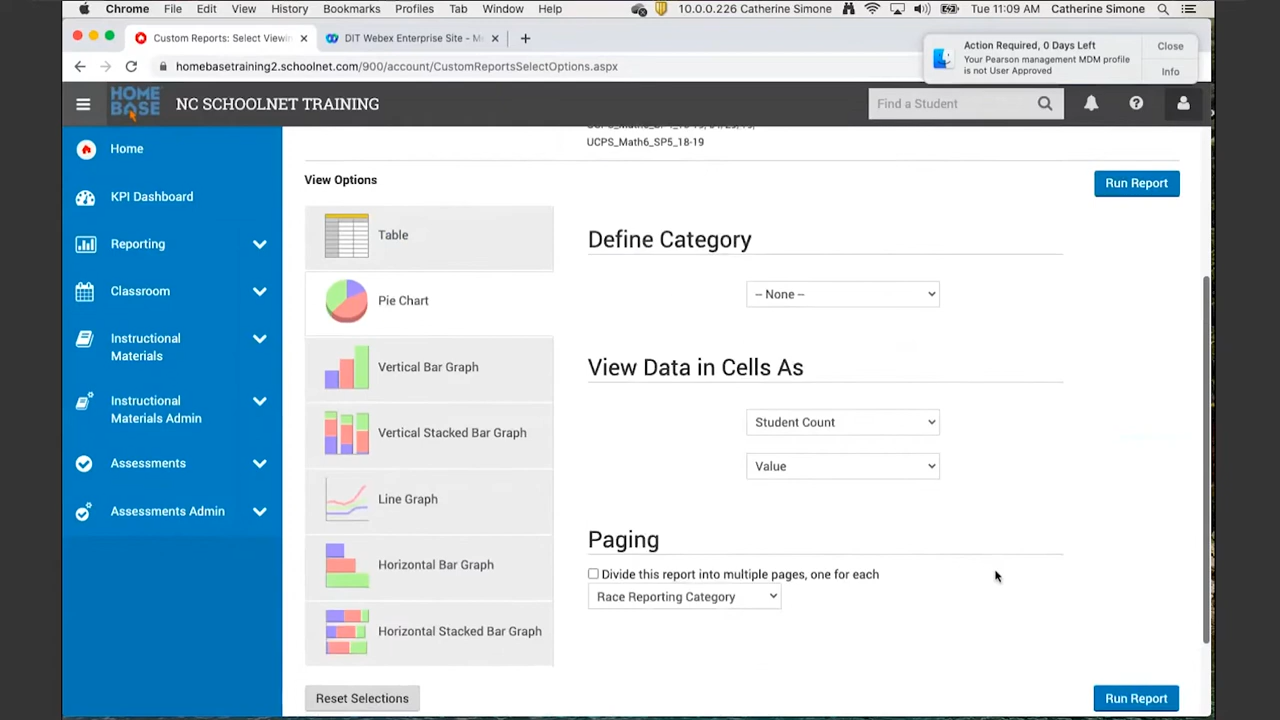 Chrome File Edit View History Bookmarks Profiles Tab Window Help 10.0.0.226 Catherine Simone Tue 11:09 AM Catherine Simone
Custom Reports: Select Viewin
DIT Webex Enterprise Site - M
homebasetraining2.schoolnet.com/900/account/CustomReportsSelectOptions.aspx
Action Required, 0 Days Left
Your Pearson management MDM profile
is not User Approved
Close
Info
HOME
BASE
NC SCHOOLNET TRAINING
Find a Student
Home
KPI Dashboard
Reporting
Classroom
Instructional
Materials
Instructional
Materials Admin
Assessments
Assessments Admin
UCPS_Math6_SP5_18-19
View Options
Run Report
Table
Pie Chart
Vertical Bar Graph
Vertical Stacked Bar Graph
Line Graph
Horizontal Bar Graph
Horizontal Stacked Bar Graph
Define Category
-- None --
View Data in Cells As
Student Count
Value
Paging
Divide this report into multiple pages, one for each
Race Reporting Category
Reset Selections
Run Report